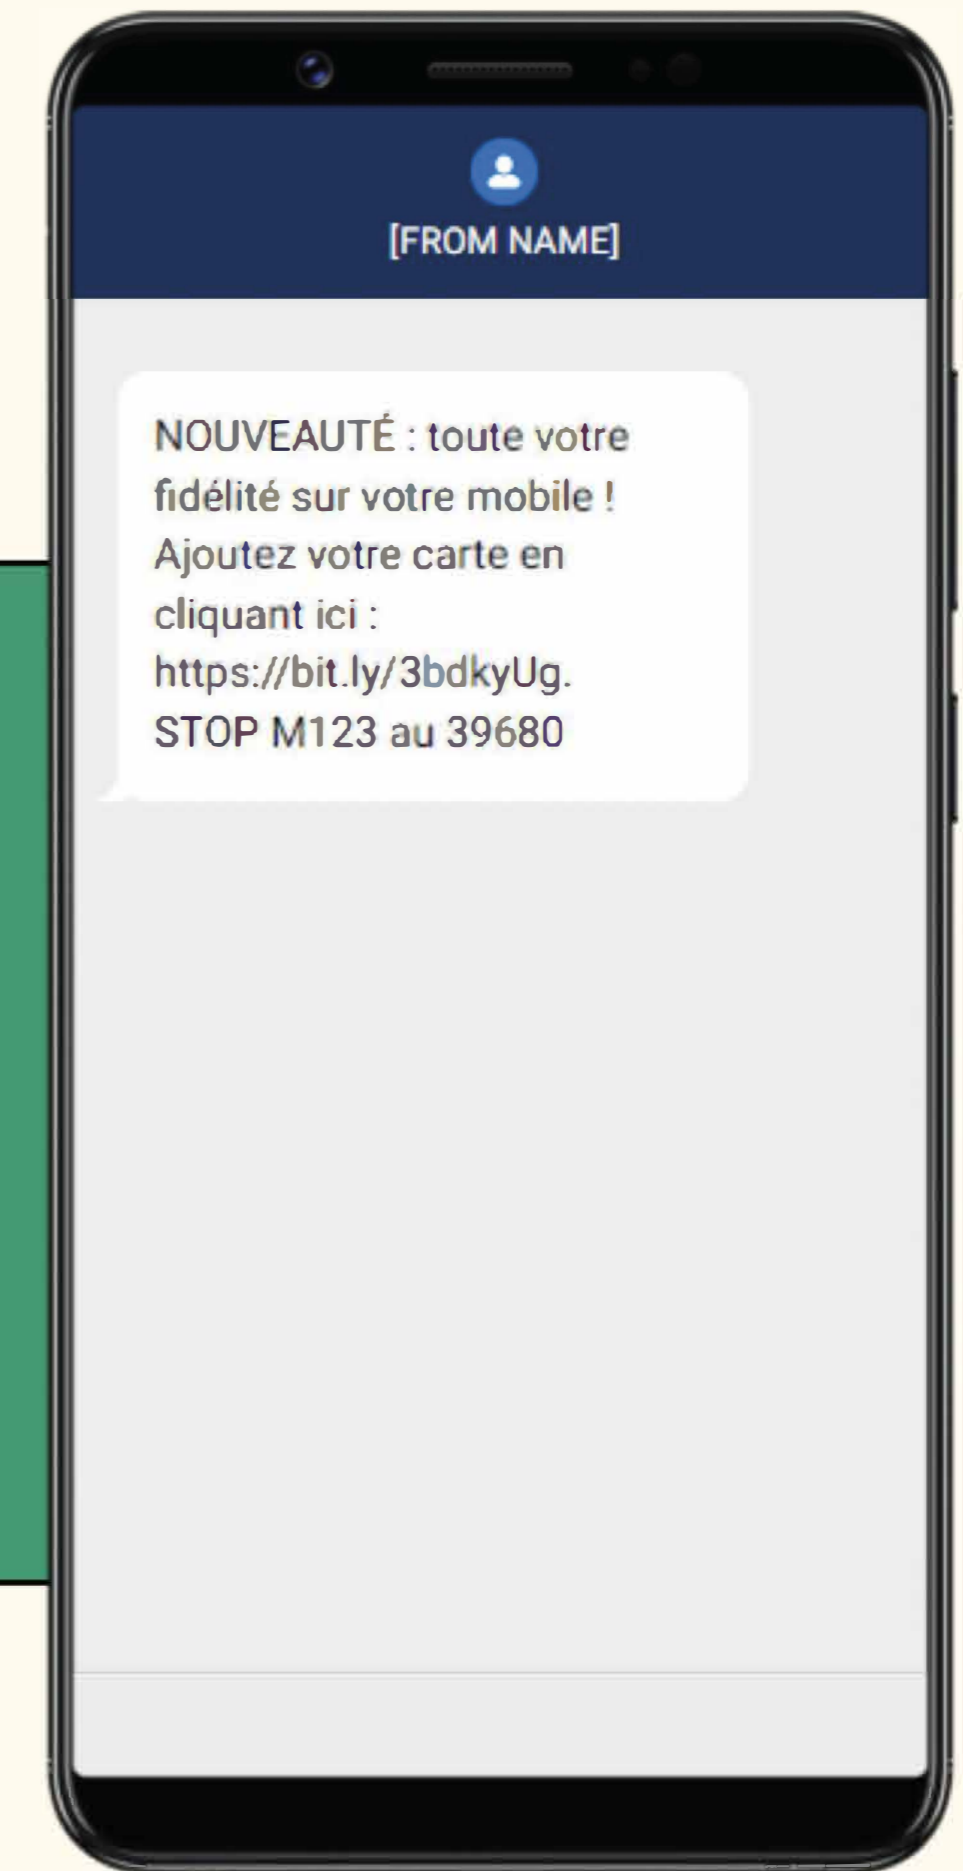 [FROM NAME]
NOUVEAUTÉ : toute votre
fidélité sur votre mobile !
Ajoutez votre carte en
cliquant ici :
https://bit.ly/3bdkyUg.
STOP M123 au 39680